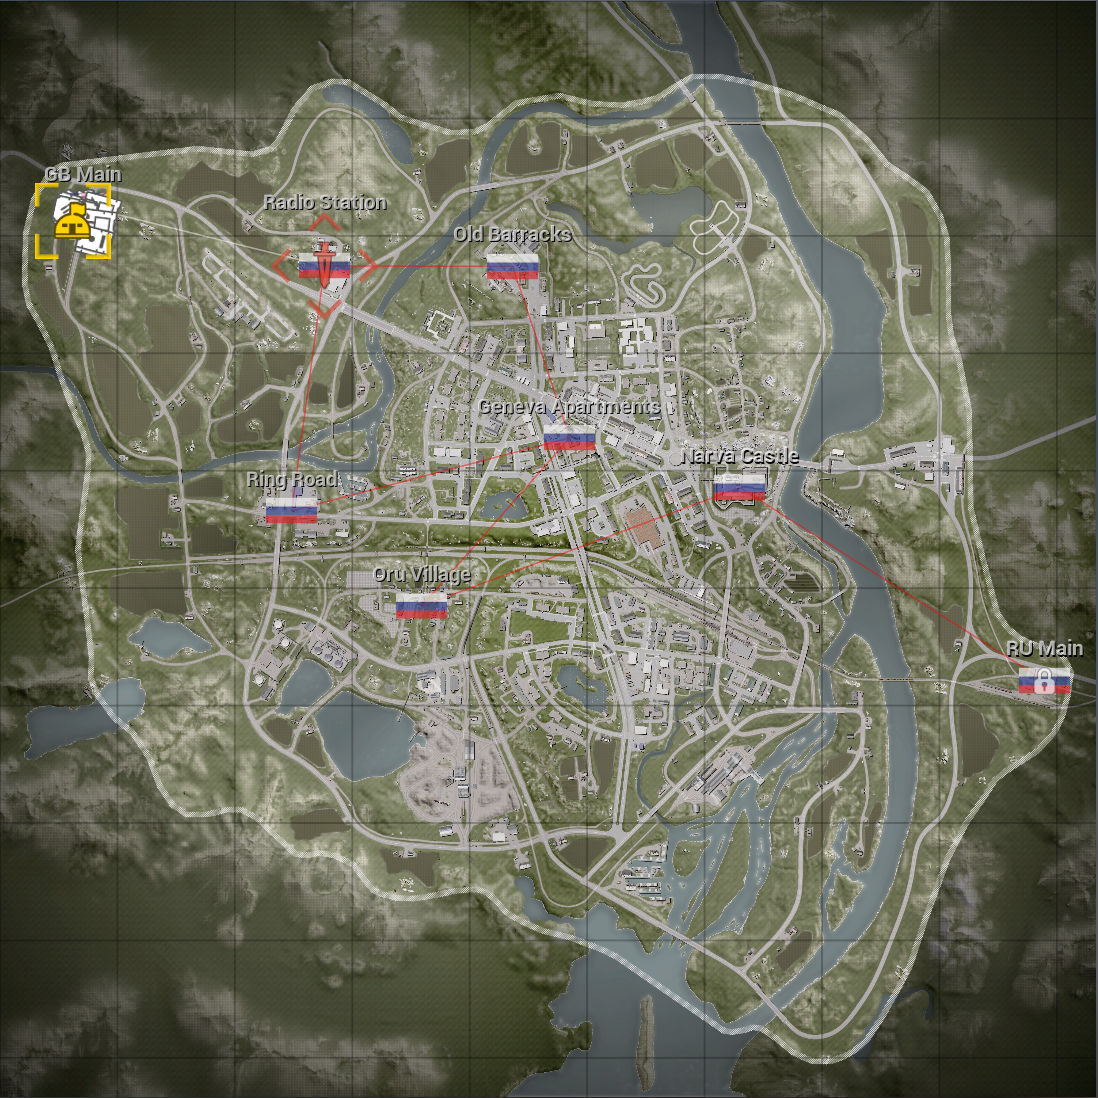 GB Main
Radio Station
Old Barracks
Geneva Apartments
Narva Castle
Ring Road
Oru Village
RU Main